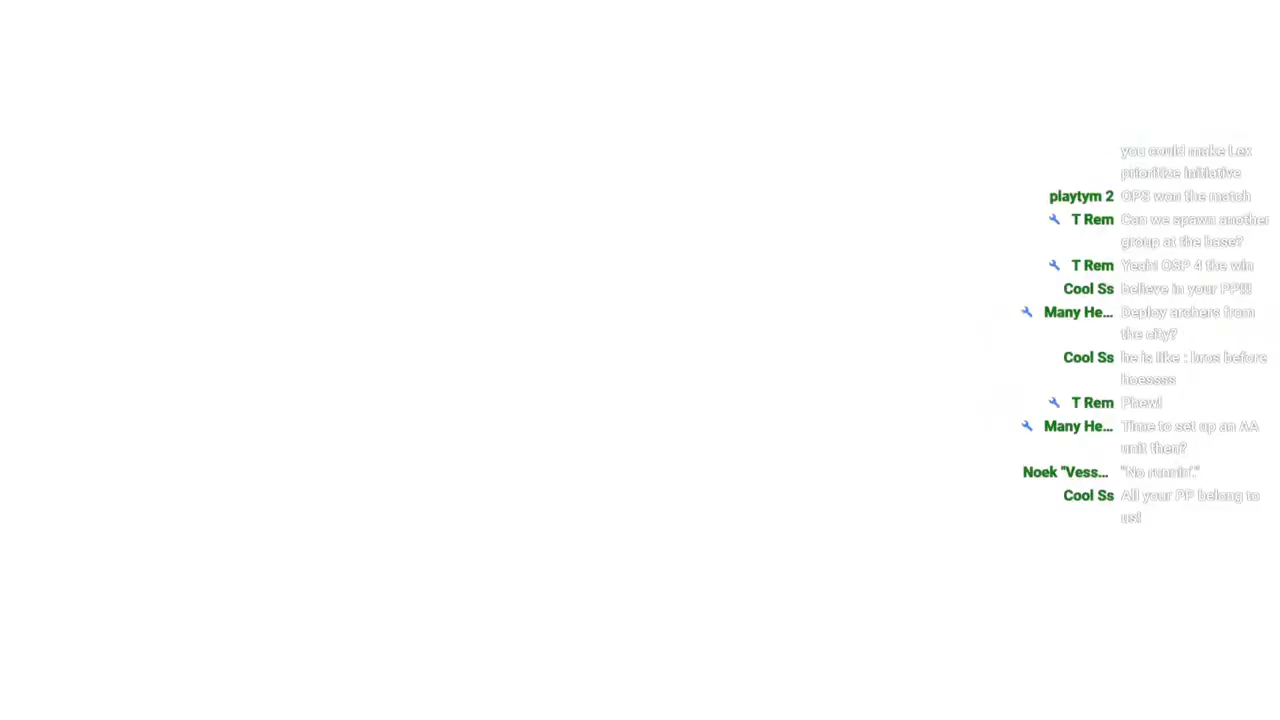 you could make Lex
prioritize initiative
playtym 2 OPS won the match
T Rem Can we spawn another
group at the base?
T Rem Yeah! OSP 4 the win
Cool Ss believe in your PP!!!
Many He... Deploy archers from
the city?
Cool Ss he is like : bros before
hoessss
T Rem Phew!
Many He... Time to set up an AA
unit then?
Noek "Vess... "No runnin'."
Cool Ss All your PP belong to
us!